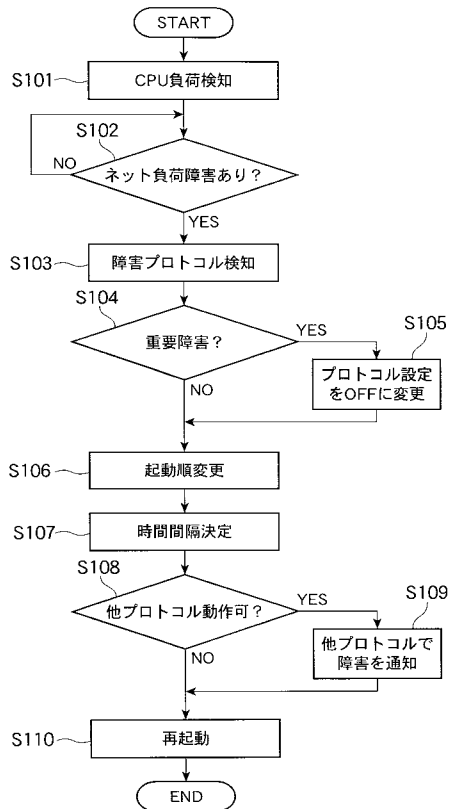 START
S101
CPU負荷検知
S102
ネット負荷障害あり？
NO
YES
S103
障害プロトコル検知
S104
重要障害？
YES
NO
S105
プロトコル設定
をOFFに変更
S106
起動順変更
S107
時間間隔決定
S108
他プロトコル動作可？
YES
NO
S109
他プロトコルで
障害を通知
S110
再起動
END